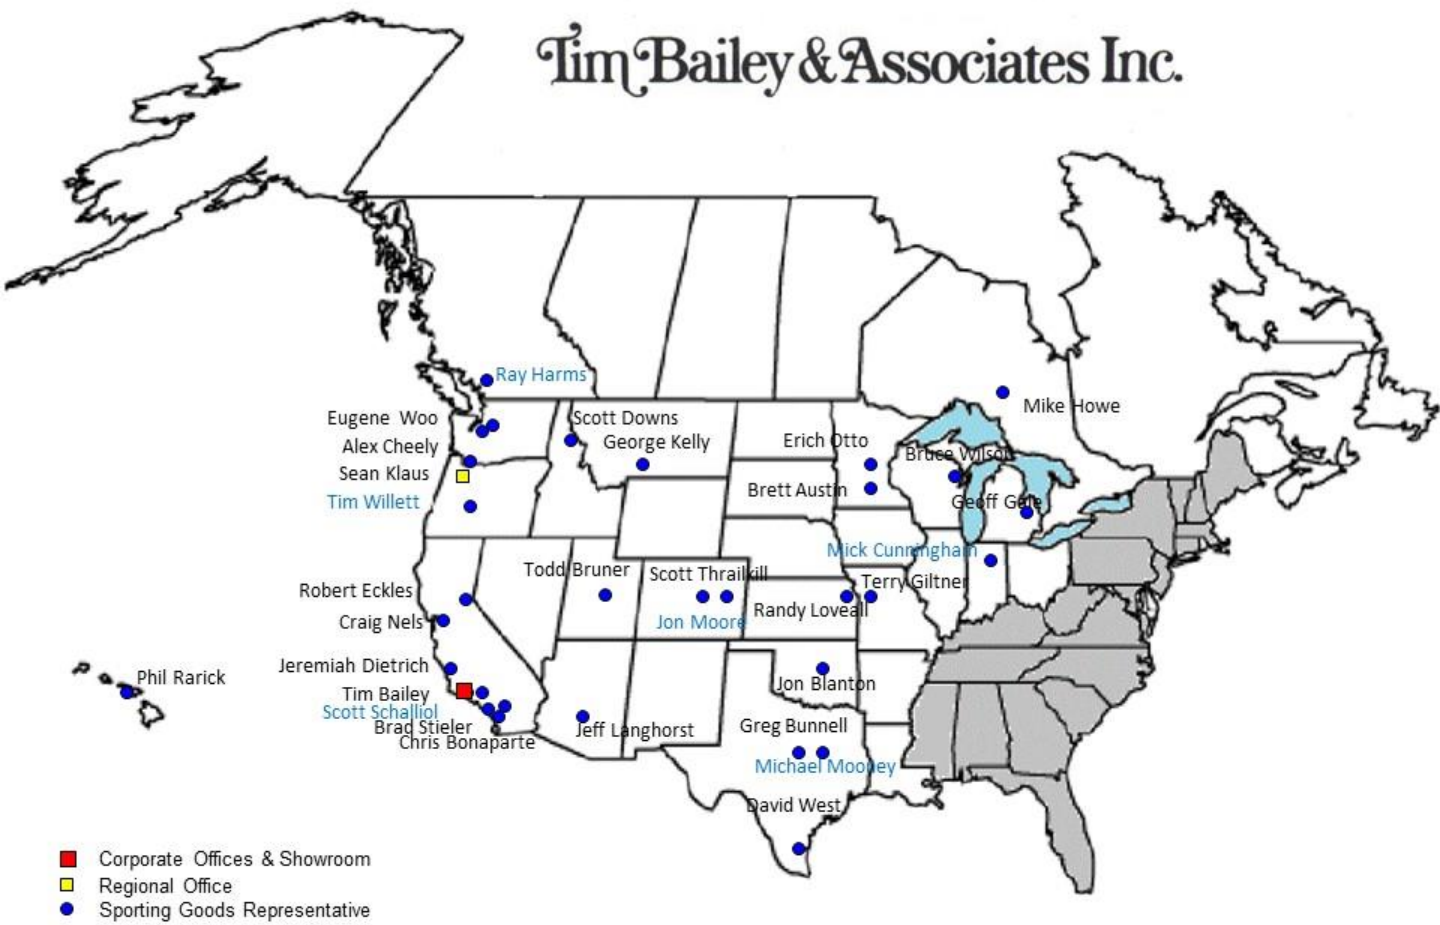 Tim Bailey & Associates Inc.
Ray Harms
Eugene Woo
Scott Downs
Mike Howe
Alex Cheely
George Kelly
Erich Otto
Bruce Wilson
Sean Klaus
Tim Willett
Brett Austin
Geoff Gale
Mick Cunningham
Todd Bruner
Scott Thrailkill
Terry Giltner
Robert Eckles
Randy Loveall
Craig Nels
Jon Moore
Jeremiah Dietrich
Phil Rarick
Jon Blanton
Tim Bailey
Scott Schalliol
Brad Stieler
Jeff Langhorst
Greg Bunnell
Chris Bonaparte
Michael Mooney
David West
Corporate Offices & Showroom
Regional Office
Sporting Goods Representative